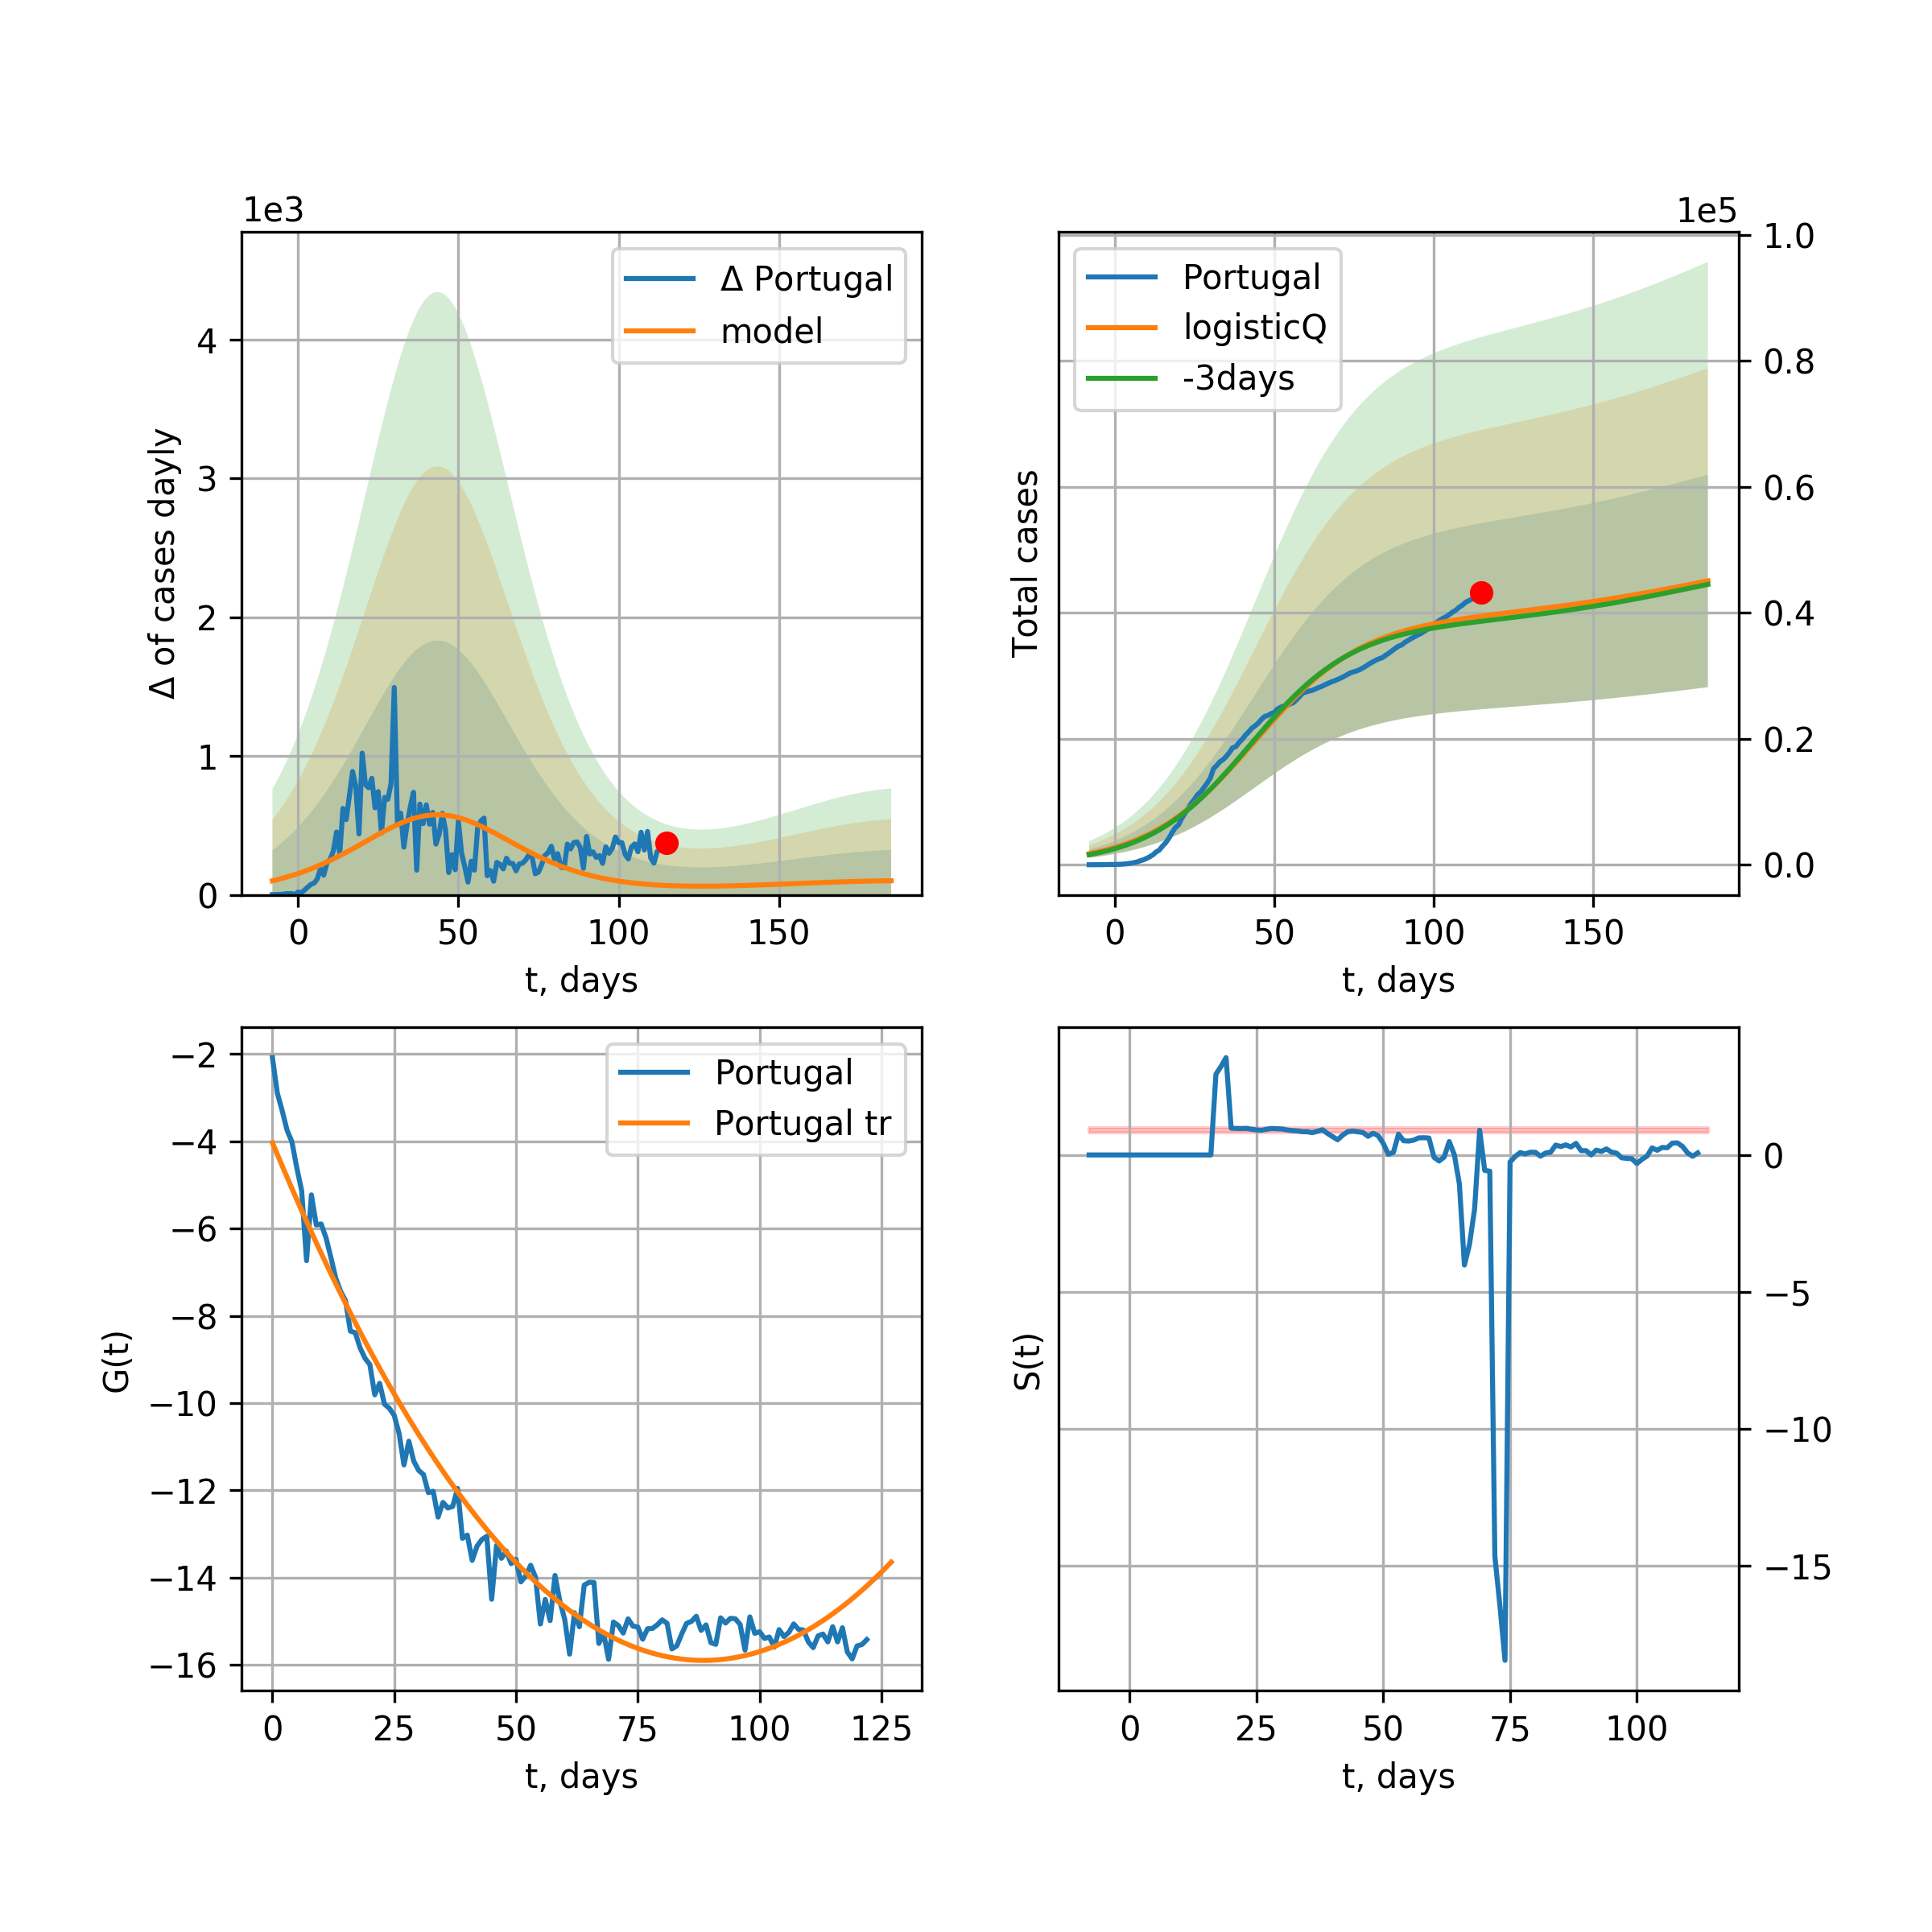 1e3
Δ of cases dayly
4
3
2
1
0
Δ Portugal
model
0
50
100
150
t, days
1e5
Total cases
Portugal
logisticQ
-3days
1.0
0.8
0.6
0.4
0.2
0.0
0
50
100
150
t, days
G(t)
−2
−4
−6
−8
−10
−12
−14
−16
Portugal
Portugal tr
0
25
50
75
100
125
t, days
S(t)
0
−5
−10
−15
0
25
50
75
100
t, days